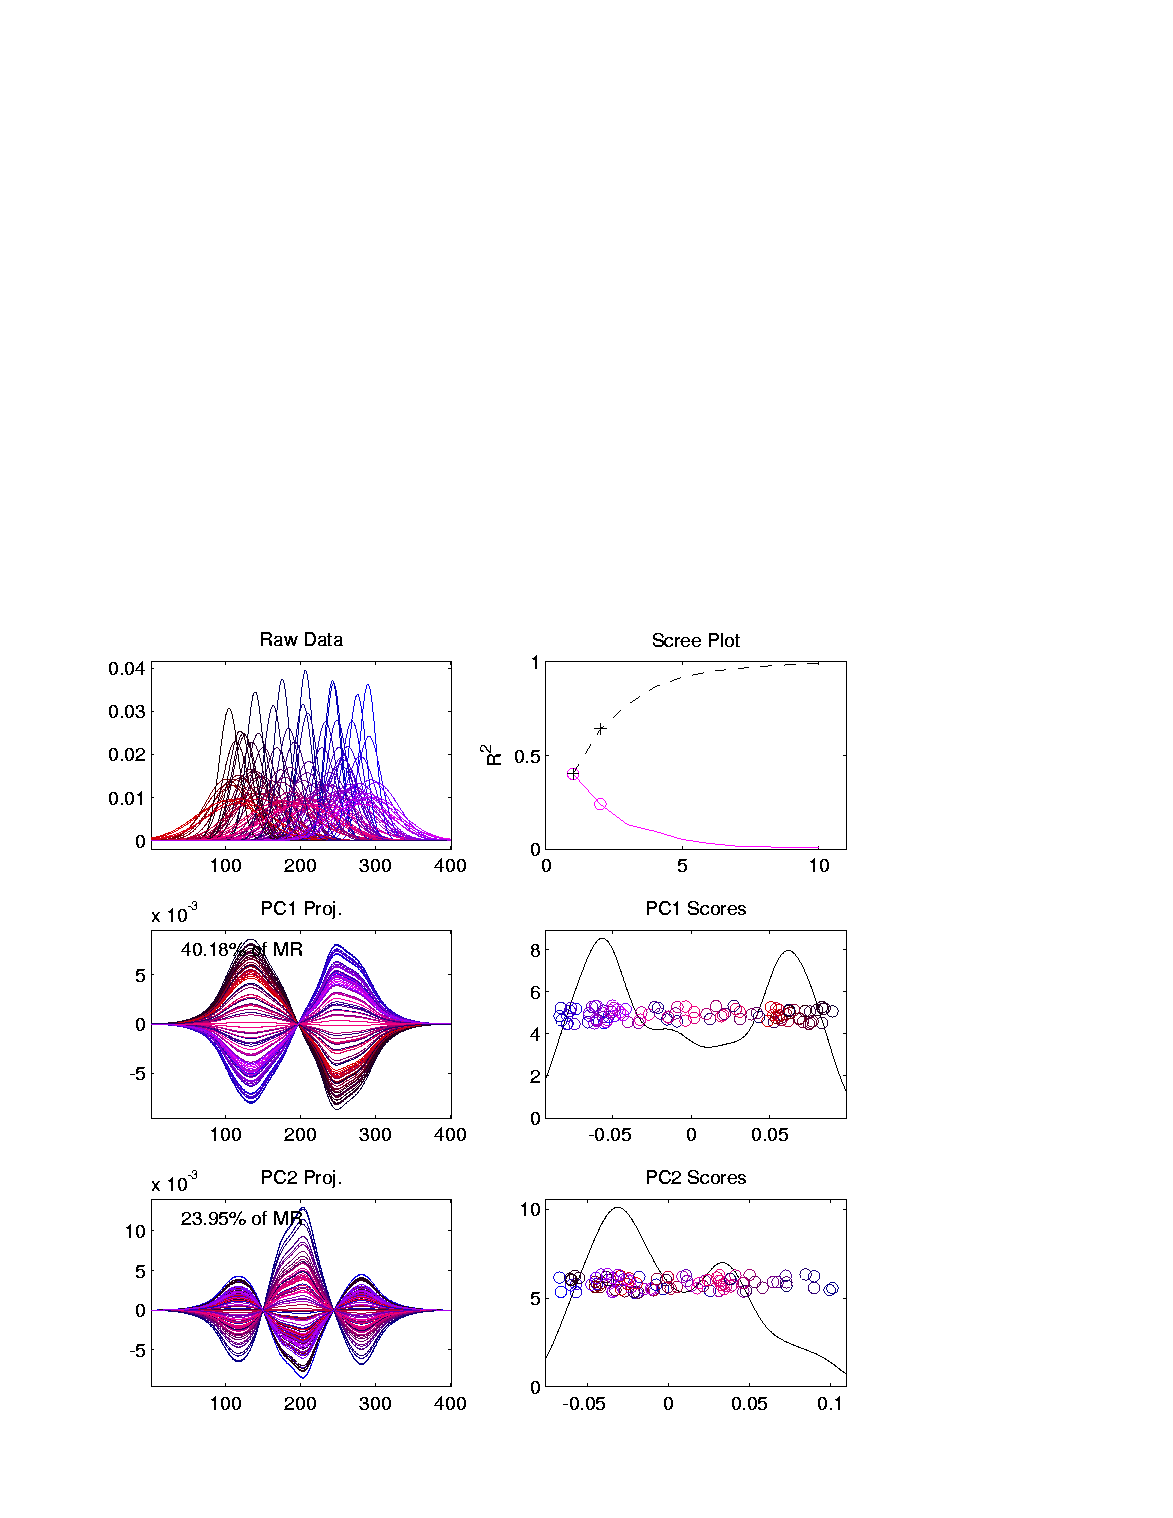 Raw Data
0.04
0.03
0.02
0.01
0
100 200 300 400
Scree Plot
R²
1
0.5
0
0 5 10
PC1 Proj.
x 10⁻³
40.18% of MR
5
0
-5
100 200 300 400
PC1 Scores
8
6
4
2
0
-0.05 0 0.05
PC2 Proj.
x 10⁻³
23.95% of MR
10
5
0
-5
100 200 300 400
PC2 Scores
10
5
0
-0.05 0 0.05 0.1